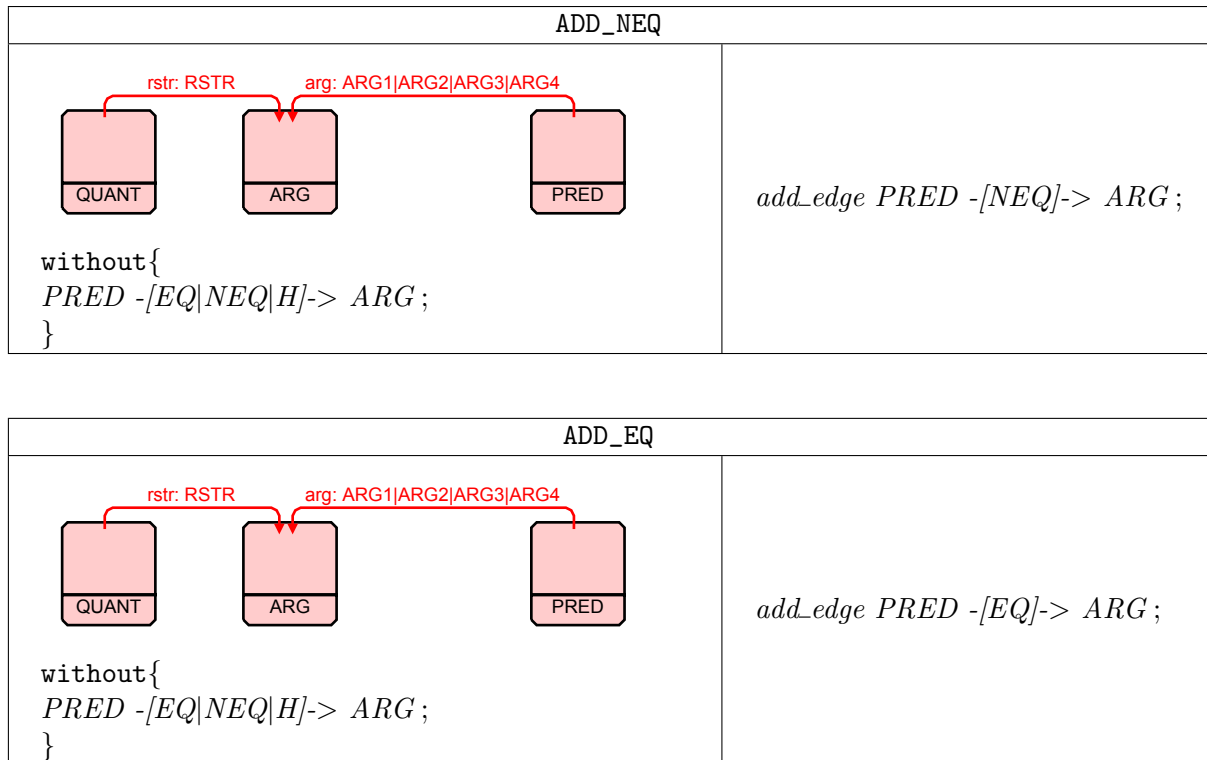 ADD_NEQ
rstr: RSTR arg: ARG1|ARG2|ARG3|ARG4
QUANT ARG PRED
add_edge PRED -[NEQ]-> ARG ;
without{
PRED -[EQ|NEQ|H]-> ARG ;
}
ADD_EQ
rstr: RSTR arg: ARG1|ARG2|ARG3|ARG4
QUANT ARG PRED
add_edge PRED -[EQ]-> ARG ;
without{
PRED -[EQ|NEQ|H]-> ARG ;
}